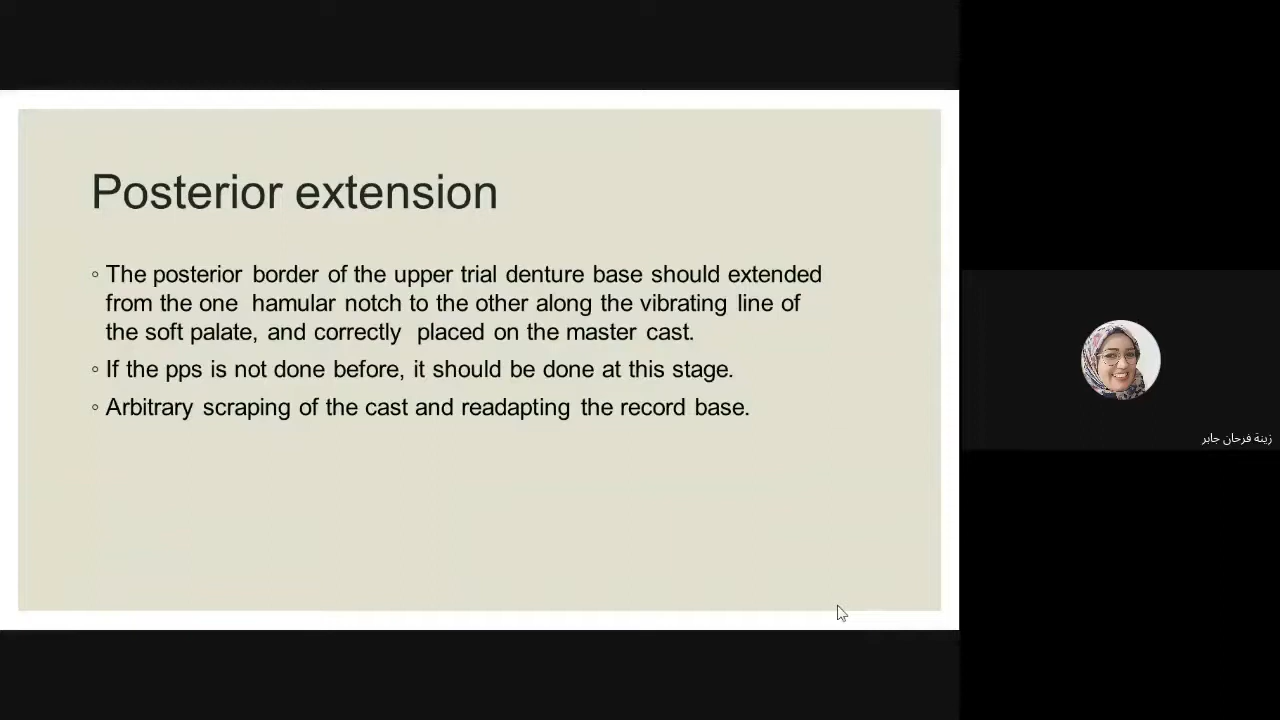 Posterior extension
◦ The posterior border of the upper trial denture base should extended
from the one hamular notch to the other along the vibrating line of
the soft palate, and correctly placed on the master cast.
◦ If the pps is not done before, it should be done at this stage.
◦ Arbitrary scraping of the cast and readapting the record base.
زينة فرحان جابر